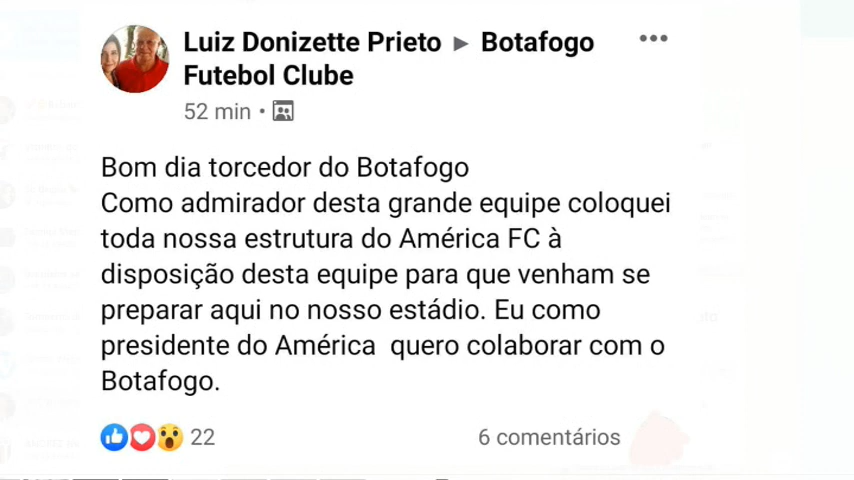 Luiz Donizette Prieto ▸ Botafogo
Futebol Clube
52 min •
Bom dia torcedor do Botafogo
Como admirador desta grande equipe coloquei
toda nossa estrutura do América FC à
disposição desta equipe para que venham se
preparar aqui no nosso estádio. Eu como
presidente do América quero colaborar com o
Botafogo.
22 6 comentários